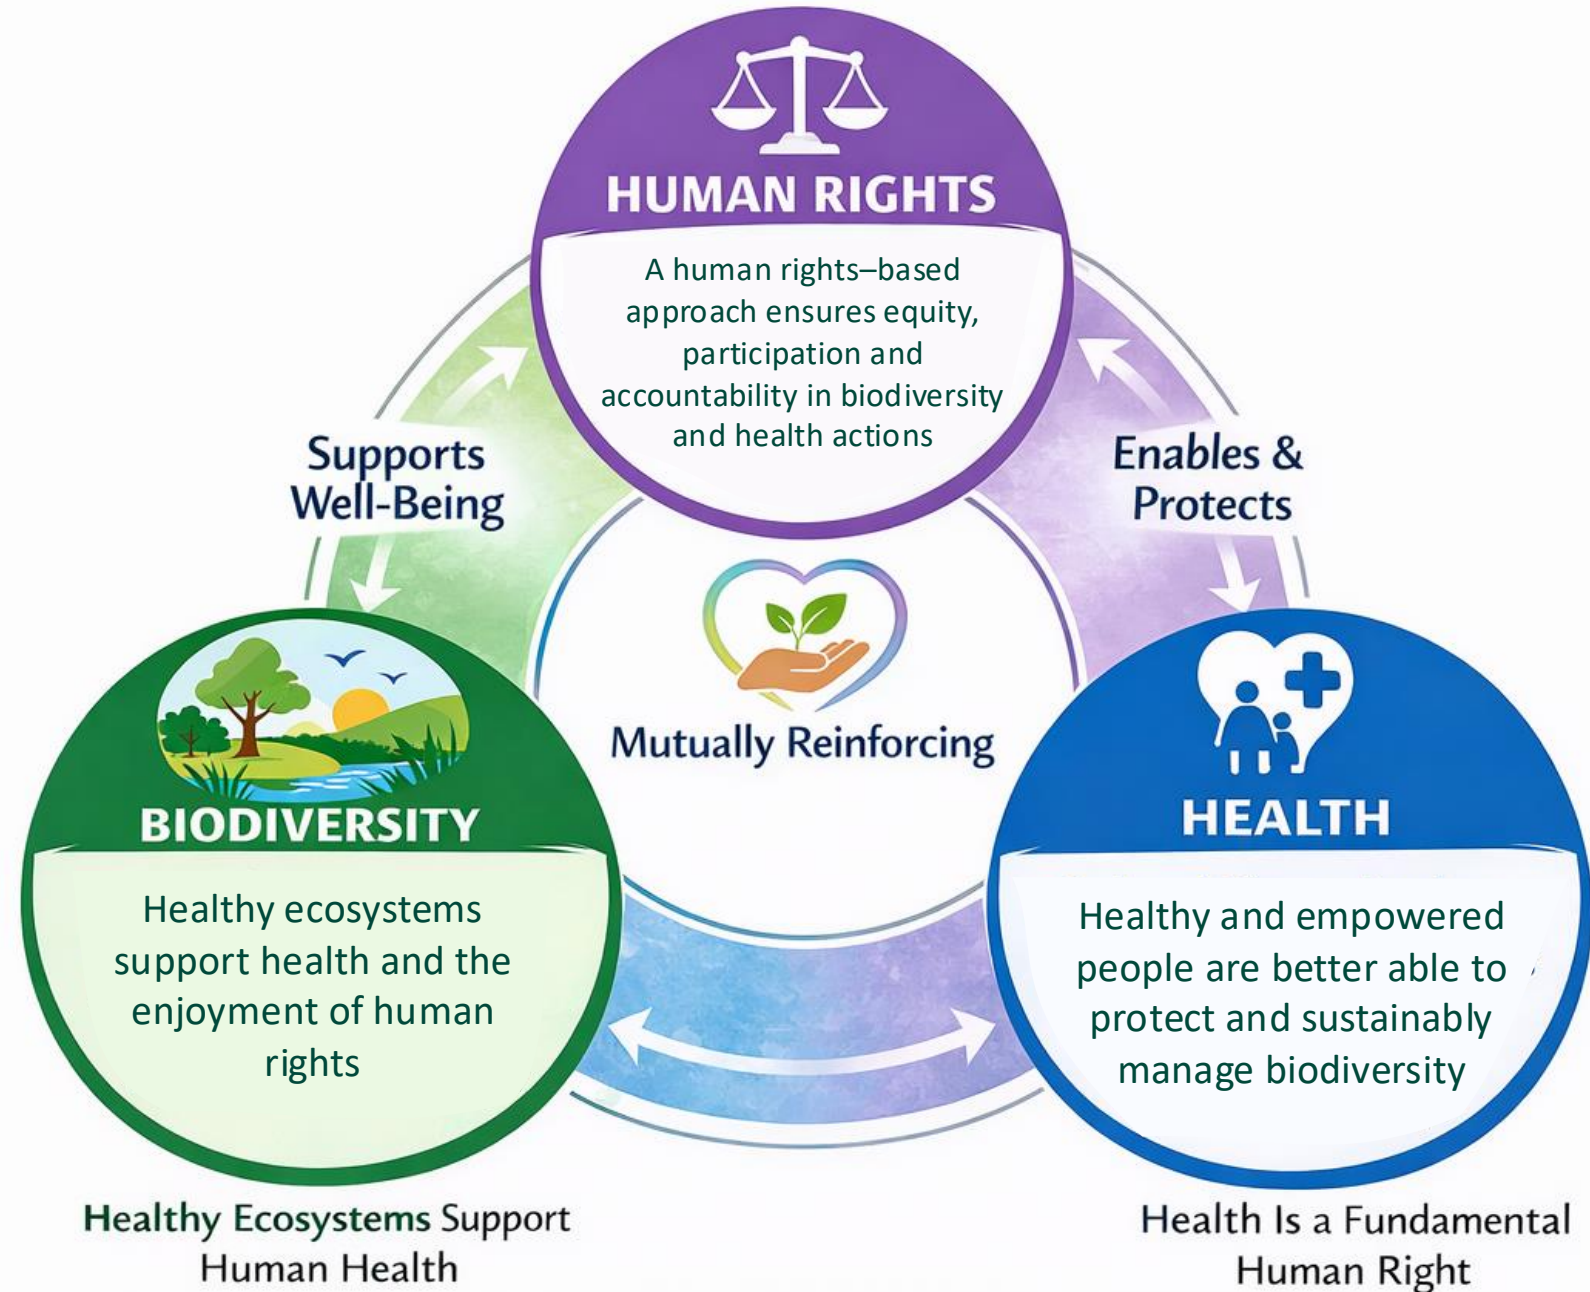 HUMAN RIGHTS
A human rights–based
approach ensures equity,
participation and
accountability in biodiversity
and health actions
Supports
Well-Being
Enables &
Protects
Mutually Reinforcing
BIODIVERSITY
Healthy ecosystems
support health and the
enjoyment of human
rights
HEALTH
Healthy and empowered
people are better able to
protect and sustainably
manage biodiversity
Healthy Ecosystems Support
Human Health
Health Is a Fundamental
Human Right